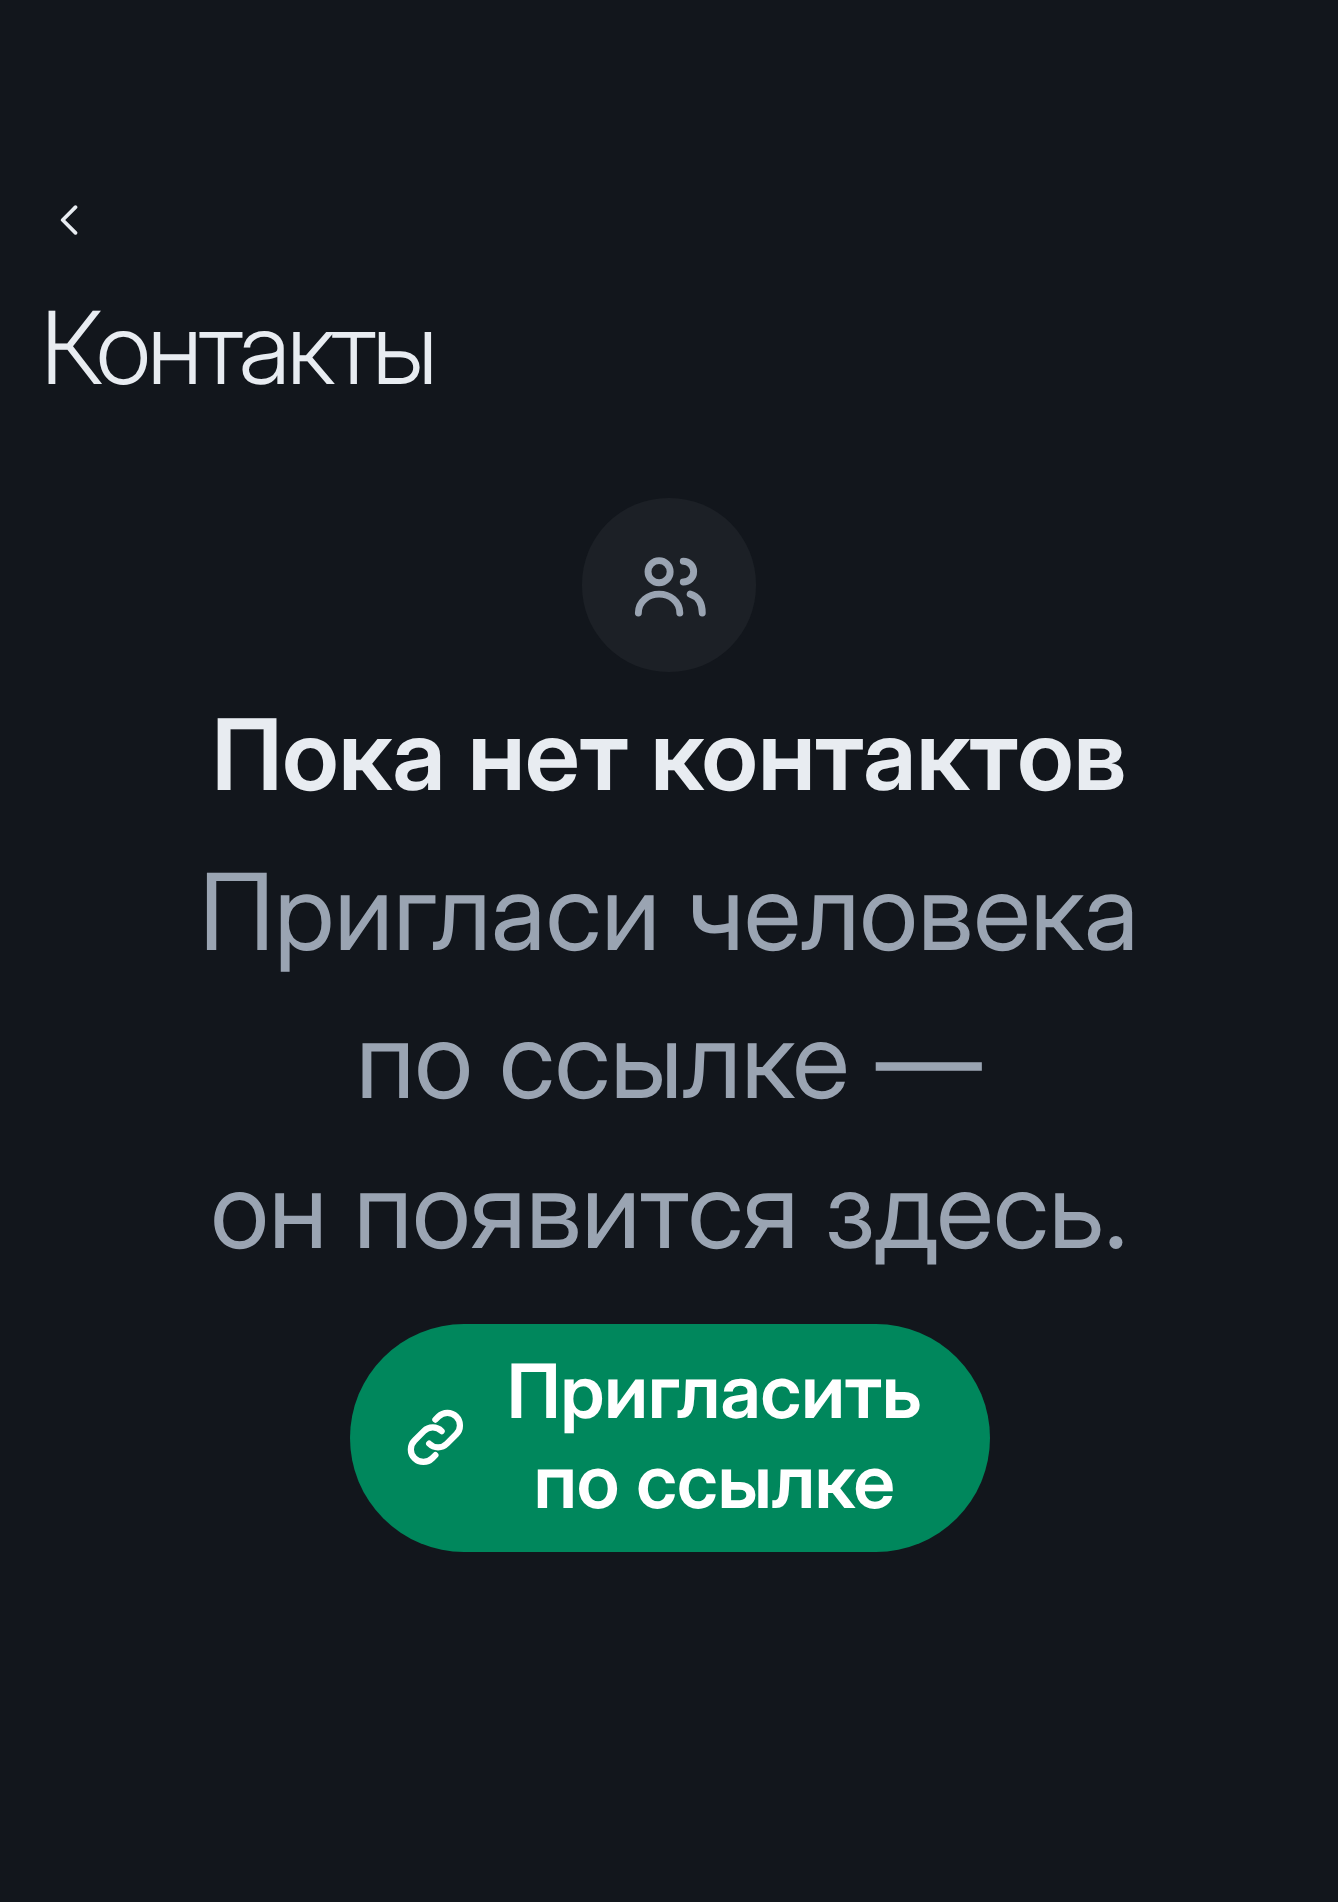 Контакты
Пока нет контактов
Пригласи человека
по ссылке —
он появится здесь.
Пригласить
по ссылке